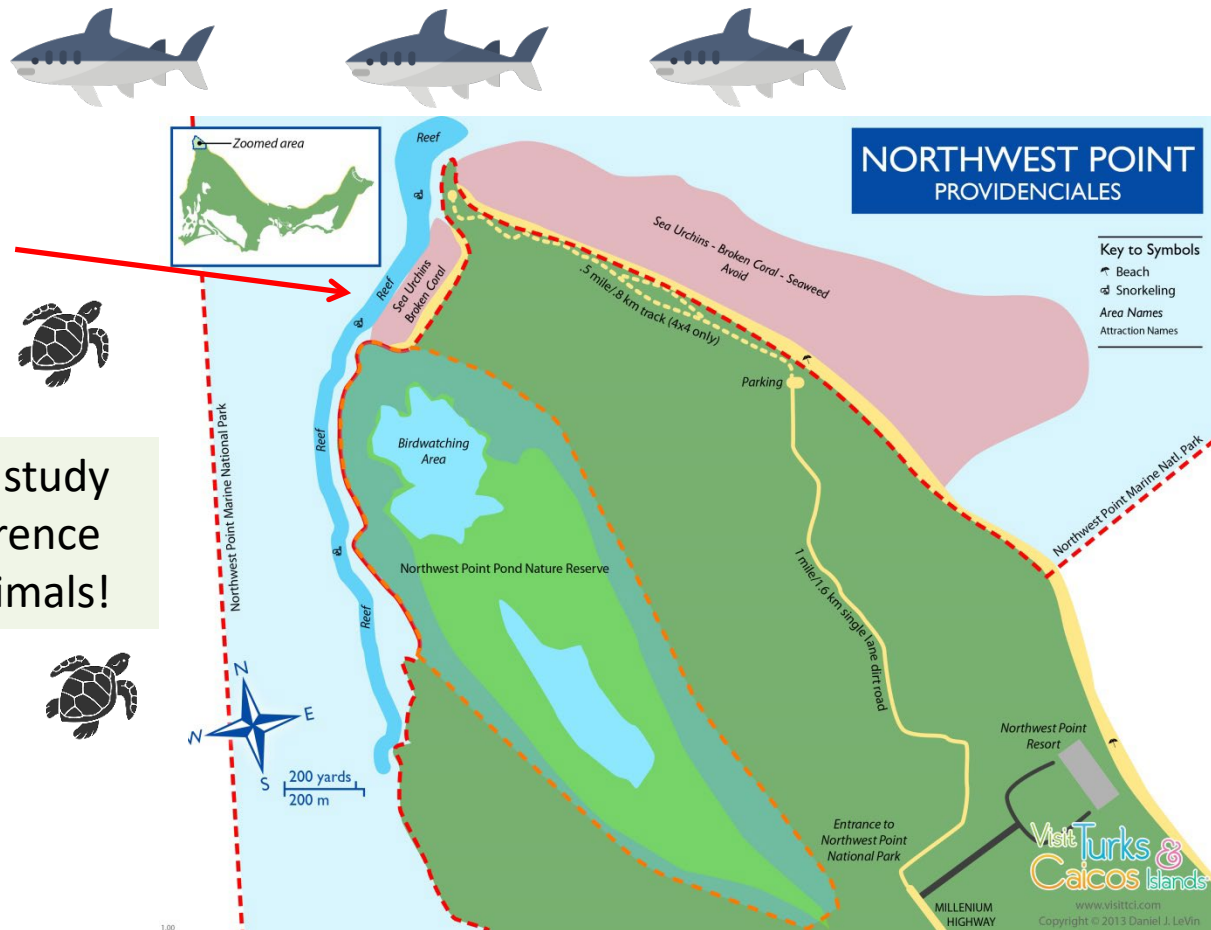 Zoomed area
Reef
NORTHWEST POINT
PROVIDENCIALES
Key to Symbols
Beach
Snorkeling
Area Names
Attraction Names
Sea Urchins - Broken Coral - Seaweed
Avoid
.5 mile/.8 km track (4x4 only)
Reef
Sea Urchins
Broken Coral
Parking
Northwest Point Marine National Park
Birdwatching
Area
Reef
study
rence
imals!
Northwest Point Marine Natl. Park
Northwest Point Pond Nature Reserve
1 mile/1.6 km single lane dirt road
Reef
N
E
W
S
200 yards
200 m
Northwest Point
Resort
Entrance to
Northwest Point
National Park
Visit Turks &
Caicos Islands
www.visittci.com
Copyright © 2013 Daniel J. LeVin
MILLENIUM
HIGHWAY
1.00